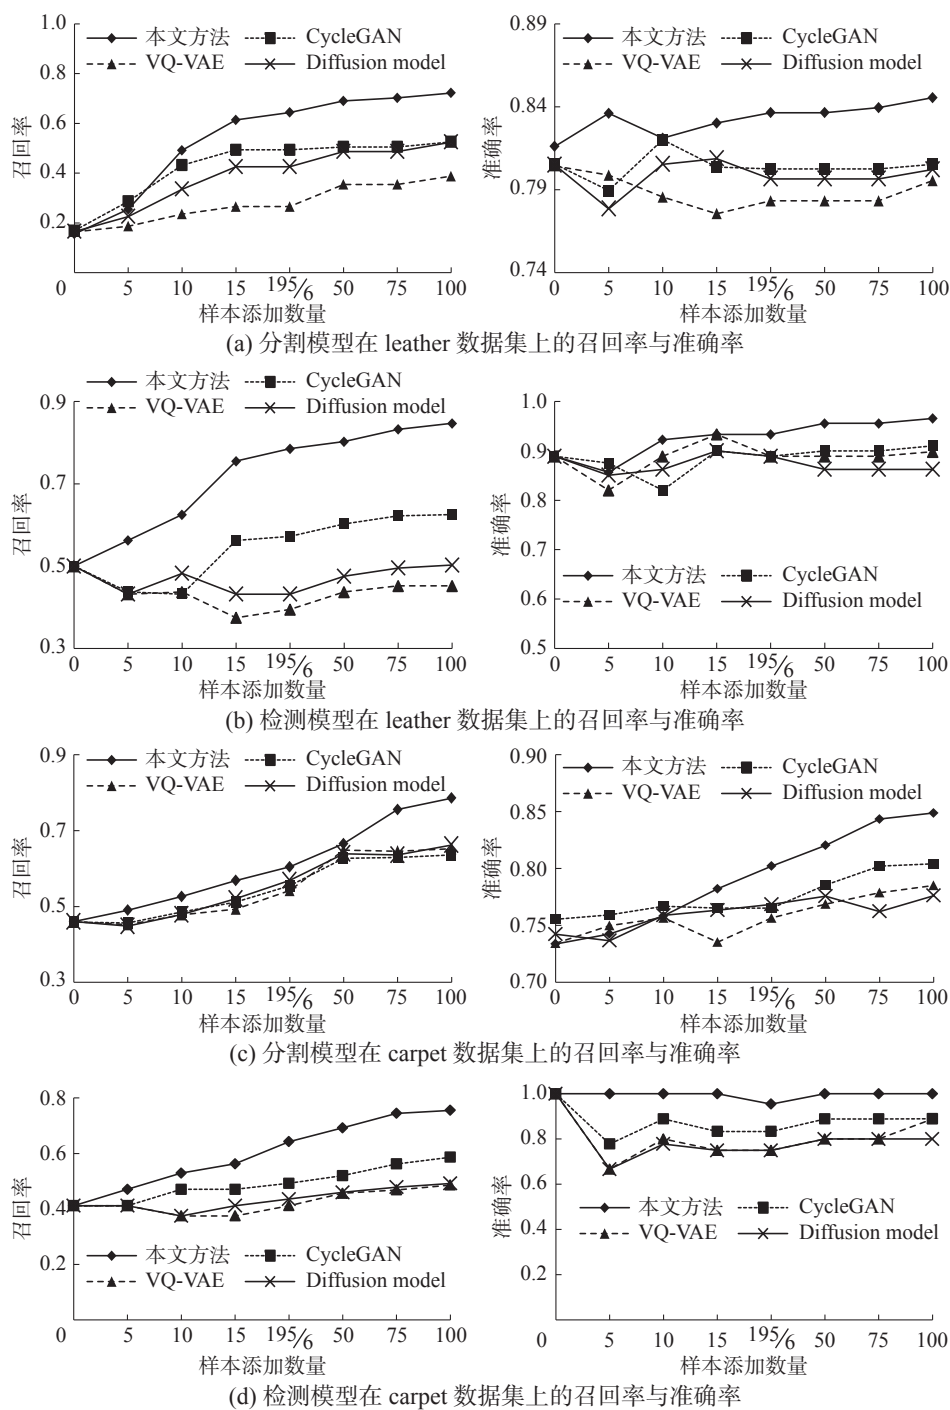 1.0
0.8
0.6
0.4
0.2
召回率
本文方法 CycleGAN
VQ-VAE Diffusion model
0 5 10 15 195/6 50 75 100
样本添加数量
0.89
0.84
0.79
0.74
准确率
本文方法 CycleGAN
VQ-VAE Diffusion model
0 5 10 15 195/6 50 75 100
样本添加数量
(a) 分割模型在 leather 数据集上的召回率与准确率
0.9
0.7
0.5
0.3
召回率
本文方法 CycleGAN
VQ-VAE Diffusion model
0 5 10 15 195/6 50 75 100
样本添加数量
1.0
0.9
0.8
0.7
0.6
0.5
准确率
本文方法 CycleGAN
VQ-VAE Diffusion model
0 5 10 15 195/6 50 75 100
样本添加数量
(b) 检测模型在 leather 数据集上的召回率与准确率
0.9
0.7
0.5
0.3
召回率
本文方法 CycleGAN
VQ-VAE Diffusion model
0 5 10 15 195/6 50 75 100
样本添加数量
0.90
0.85
0.80
0.75
0.70
准确率
本文方法 CycleGAN
VQ-VAE Diffusion model
0 5 10 15 195/6 50 75 100
样本添加数量
(c) 分割模型在 carpet 数据集上的召回率与准确率
0.8
0.6
0.4
0.2
召回率
本文方法 CycleGAN
VQ-VAE Diffusion model
0 5 10 15 195/6 50 75 100
样本添加数量
1.0
0.8
0.6
0.4
0.2
准确率
本文方法 CycleGAN
VQ-VAE Diffusion model
0 5 10 15 195/6 50 75 100
样本添加数量
(d) 检测模型在 carpet 数据集上的召回率与准确率